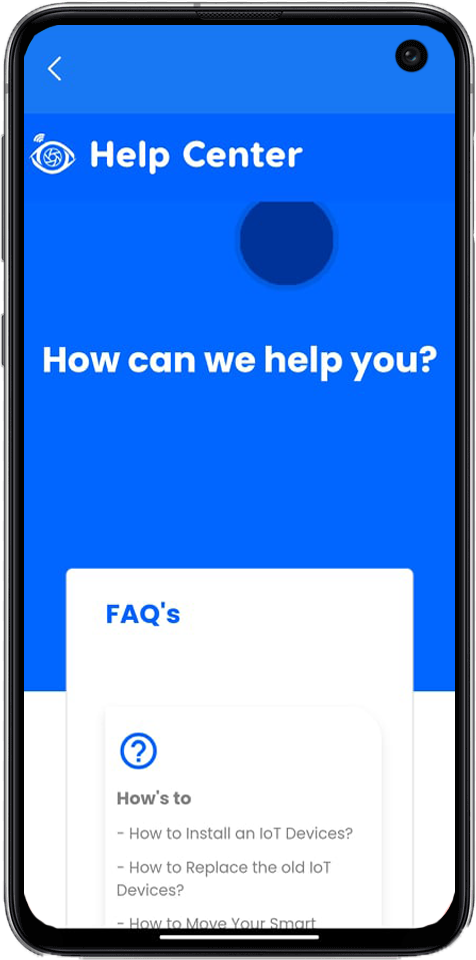 Help Center
How can we help you?
FAQ's
How's to
- How to Install an IoT Devices?
- How to Replace the old IoT
Devices?
- How to Move Your Smart